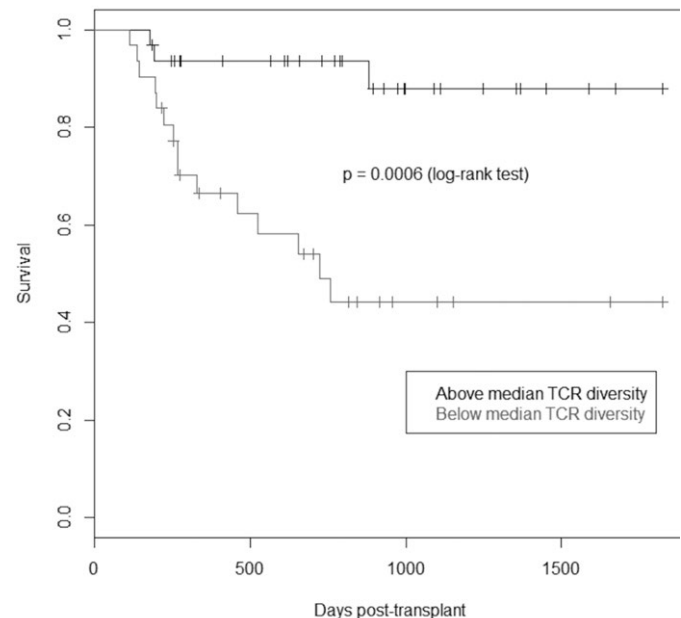 1.0
0.8
0.6
0.4
0.2
0.0
Survival
p = 0.0006 (log-rank test)
Above median TCR diversity
Below median TCR diversity
0
500
1000
1500
Days post-transplant